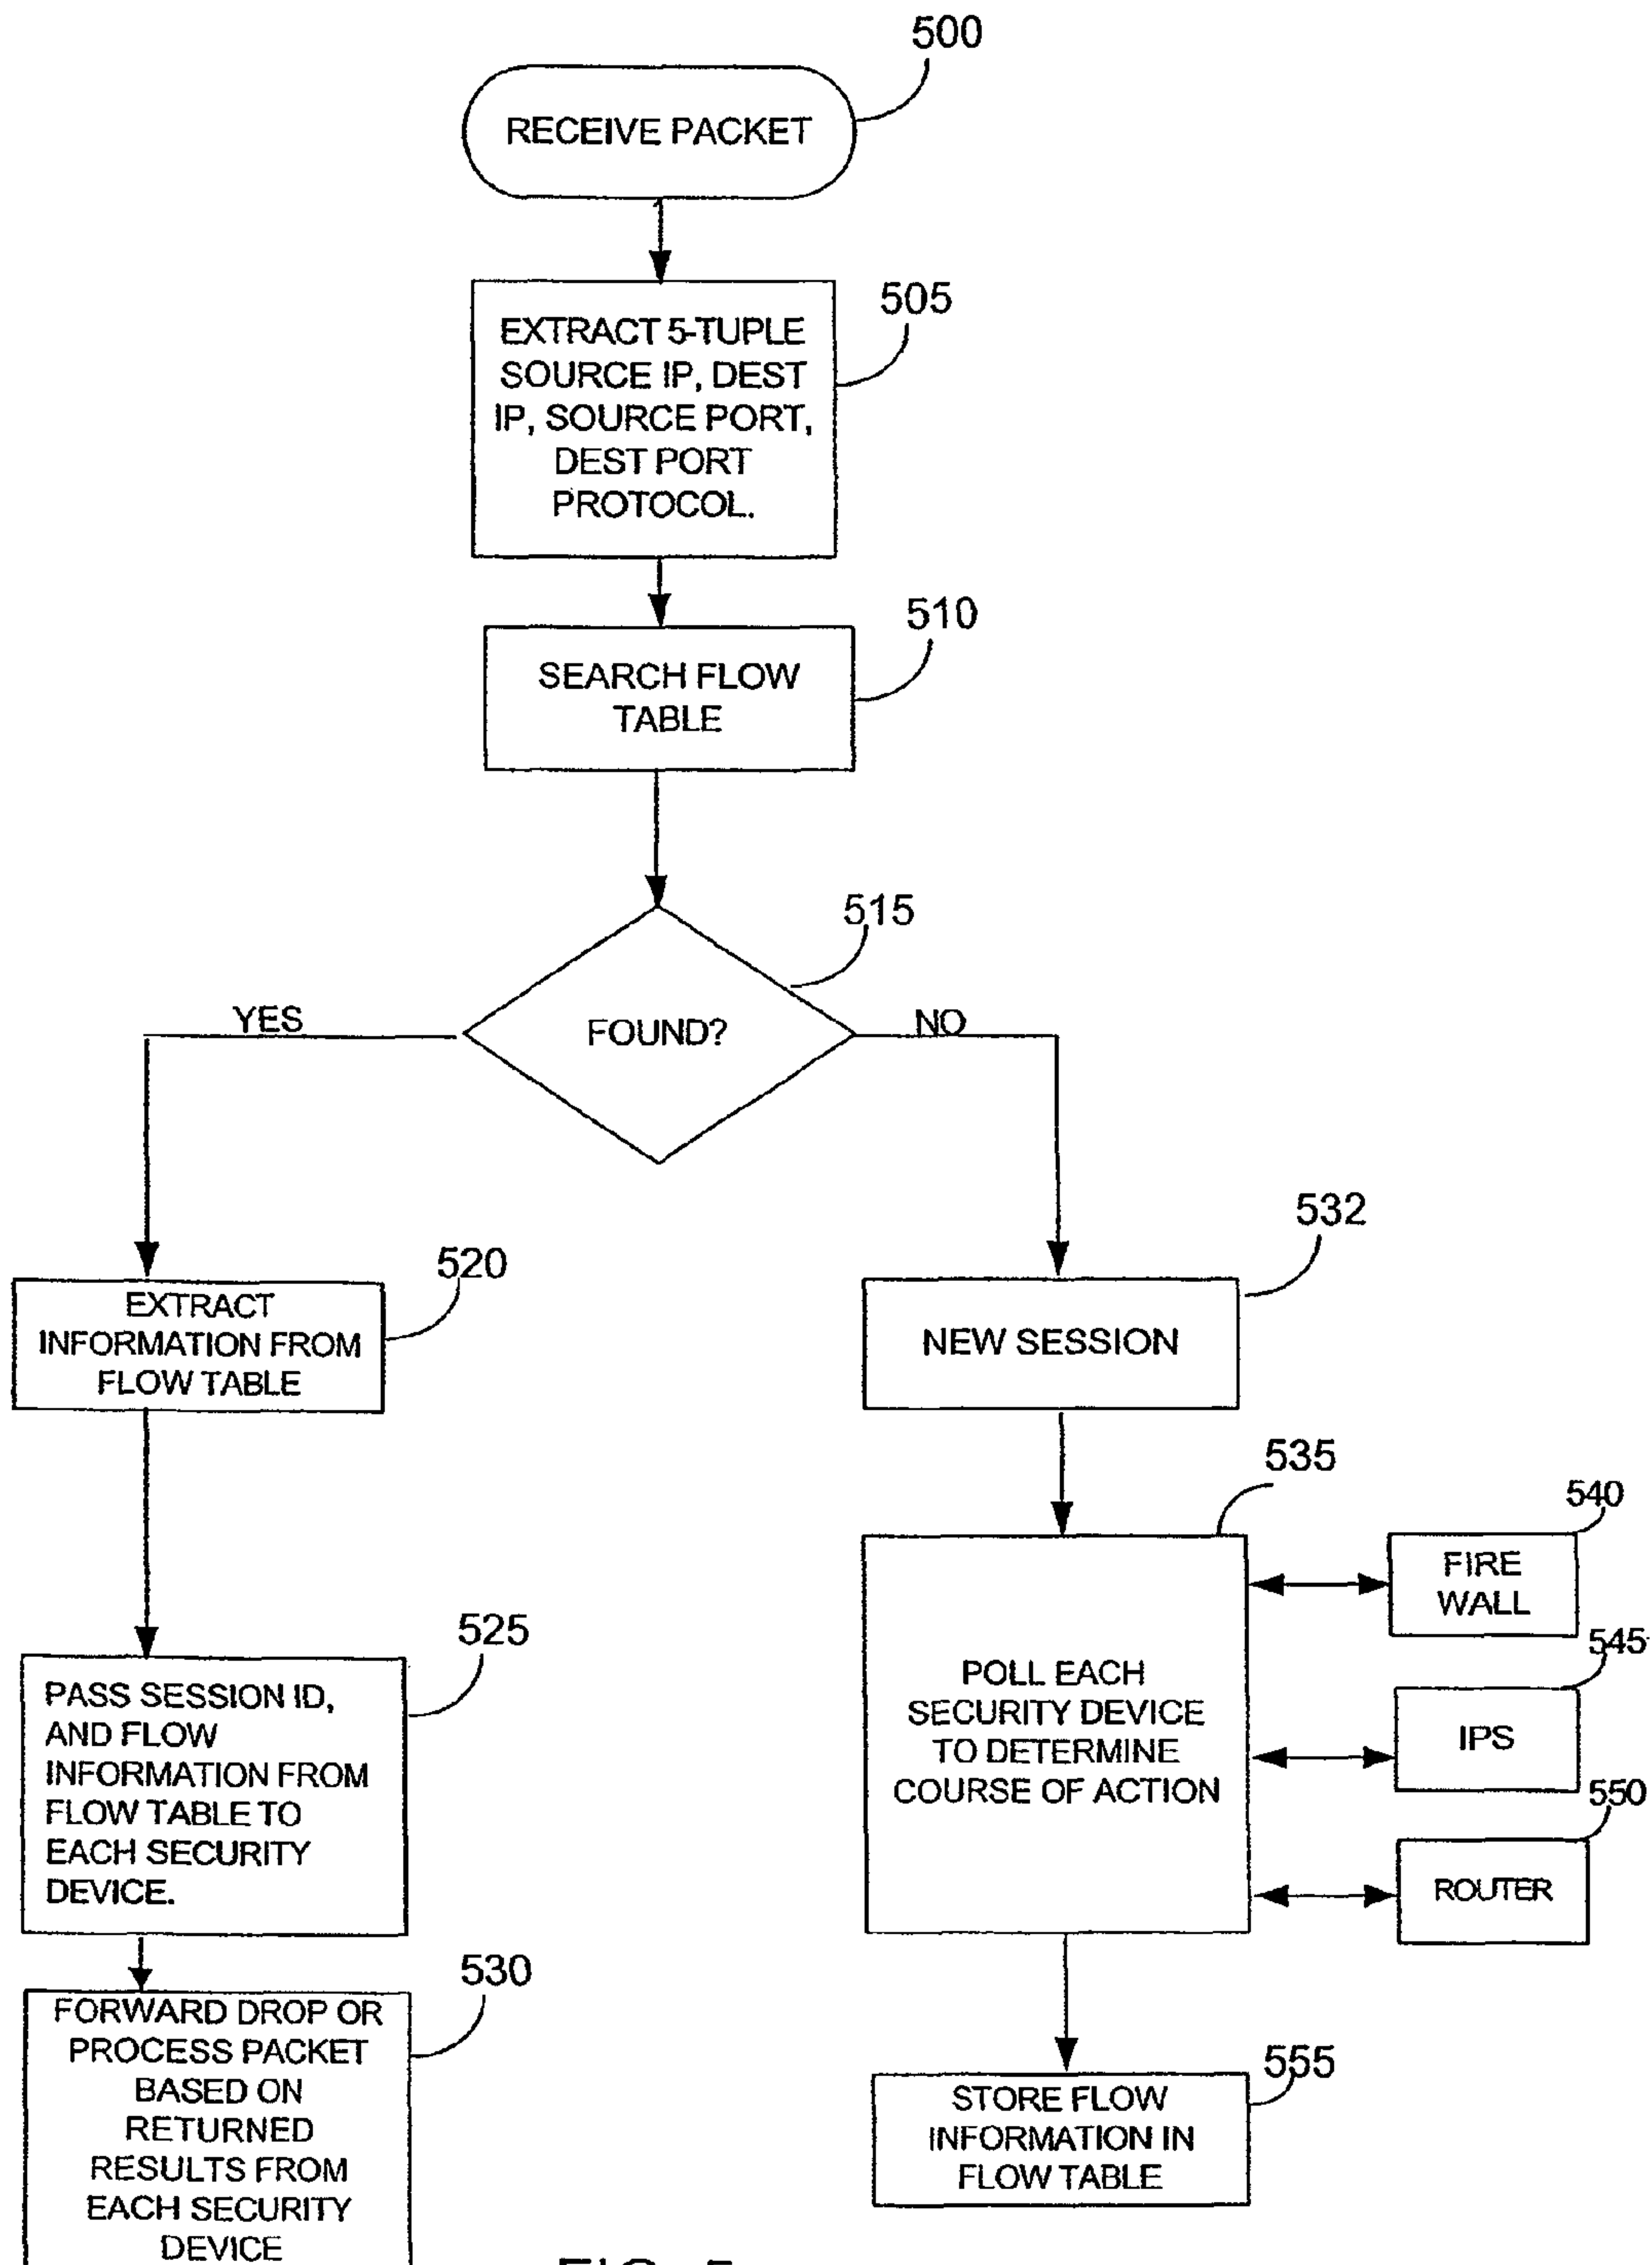 500
RECEIVE PACKET
505
EXTRACT 5-TUPLE
SOURCE IP, DEST
IP, SOURCE PORT,
DEST PORT
PROTOCOL.
510
SEARCH FLOW
TABLE
515
FOUND?
YES
NO
520
EXTRACT
INFORMATION FROM
FLOW TABLE
525
PASS SESSION ID,
AND FLOW
INFORMATION FROM
FLOW TABLE TO
EACH SECURITY
DEVICE.
530
FORWARD DROP OR
PROCESS PACKET
BASED ON
RETURNED
RESULTS FROM
EACH SECURITY
DEVICE
532
NEW SESSION
535
POLL EACH
SECURITY DEVICE
TO DETERMINE
COURSE OF ACTION
540
FIRE
WALL
545
IPS
550
ROUTER
555
STORE FLOW
INFORMATION IN
FLOW TABLE